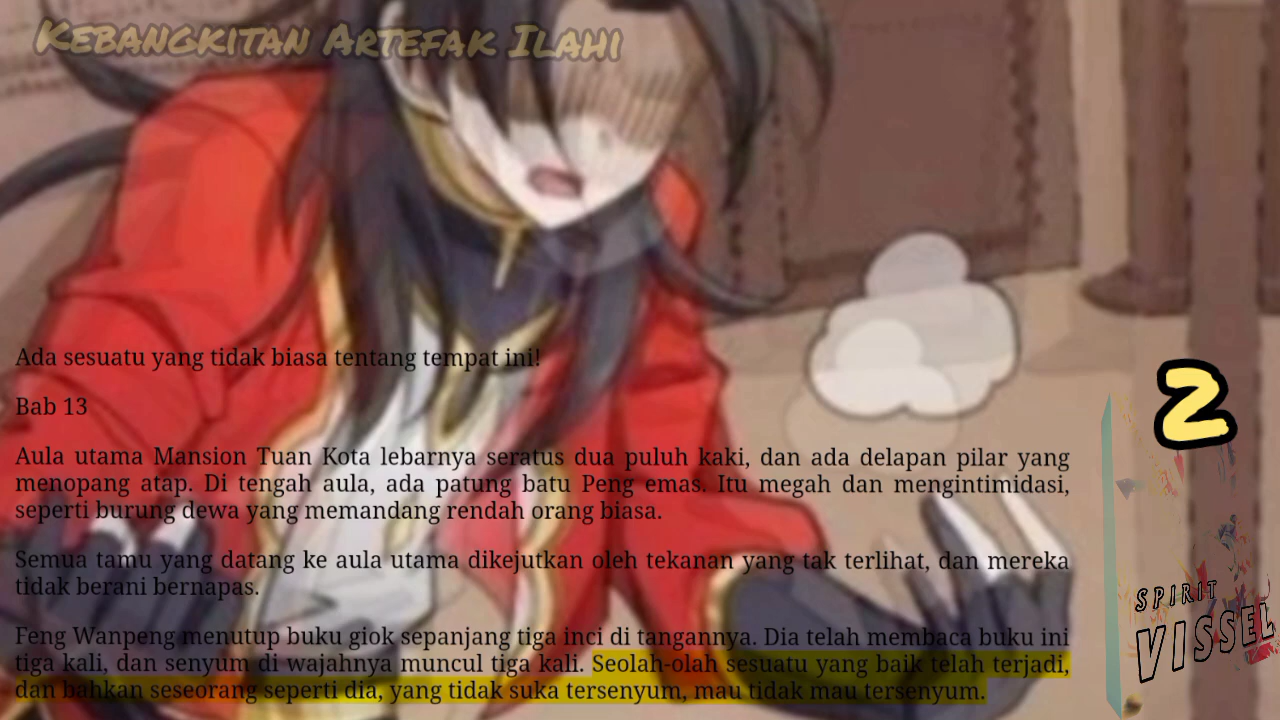 Kebangkitan Artefak Ilahi
Ada sesuatu yang tidak biasa tentang tempat ini!
Bab 13
Aula utama Mansion Tuan Kota lebarnya seratus dua puluh kaki, dan ada delapan pilar yang
menopang atap. Di tengah aula, ada patung batu Peng emas. Itu megah dan mengintimidasi,
seperti burung dewa yang memandang rendah orang biasa.
Semua tamu yang datang ke aula utama dikejutkan oleh tekanan yang tak terlihat, dan mereka
tidak berani bernapas.
Feng Wanpeng menutup buku giok sepanjang tiga inci di tangannya. Dia telah membaca buku ini
tiga kali, dan senyum di wajahnya muncul tiga kali. Seolah-olah sesuatu yang baik telah terjadi,
dan bahkan seseorang seperti dia, yang tidak suka tersenyum, mau tidak mau tersenyum.
2
SPIRIT
VISSEL